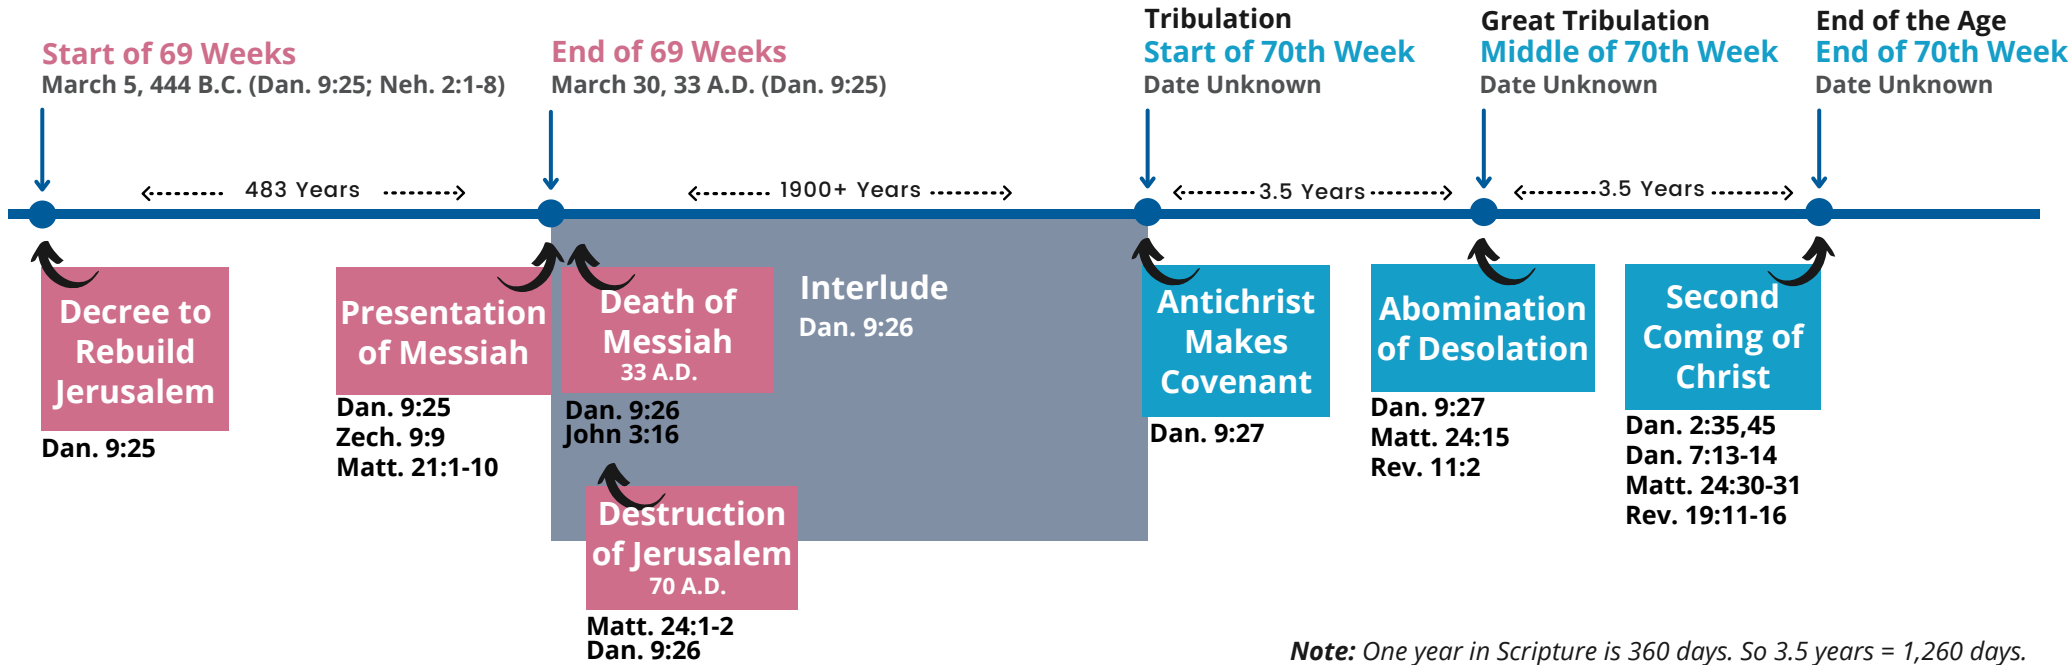 Start of 69 Weeks
March 5, 444 B.C. (Dan. 9:25; Neh. 2:1-8)
End of 69 Weeks
March 30, 33 A.D. (Dan. 9:25)
Tribulation
Start of 70th Week
Date Unknown
Great Tribulation
Middle of 70th Week
Date Unknown
End of the Age
End of 70th Week
Date Unknown
483 Years
1900+ Years
3.5 Years
3.5 Years
Decree to
Rebuild
Jerusalem
Dan. 9:25
Presentation
of Messiah
Dan. 9:25
Zech. 9:9
Matt. 21:1-10
Death of
Messiah
33 A.D.
Dan. 9:26
John 3:16
Destruction
of Jerusalem
70 A.D.
Matt. 24:1-2
Dan. 9:26
Interlude
Dan. 9:26
Antichrist
Makes
Covenant
Dan. 9:27
Abomination
of Desolation
Dan. 9:27
Matt. 24:15
Rev. 11:2
Second
Coming of
Christ
Dan. 2:35,45
Dan. 7:13-14
Matt. 24:30-31
Rev. 19:11-16
Note: One year in Scripture is 360 days. So 3.5 years = 1,260 days.